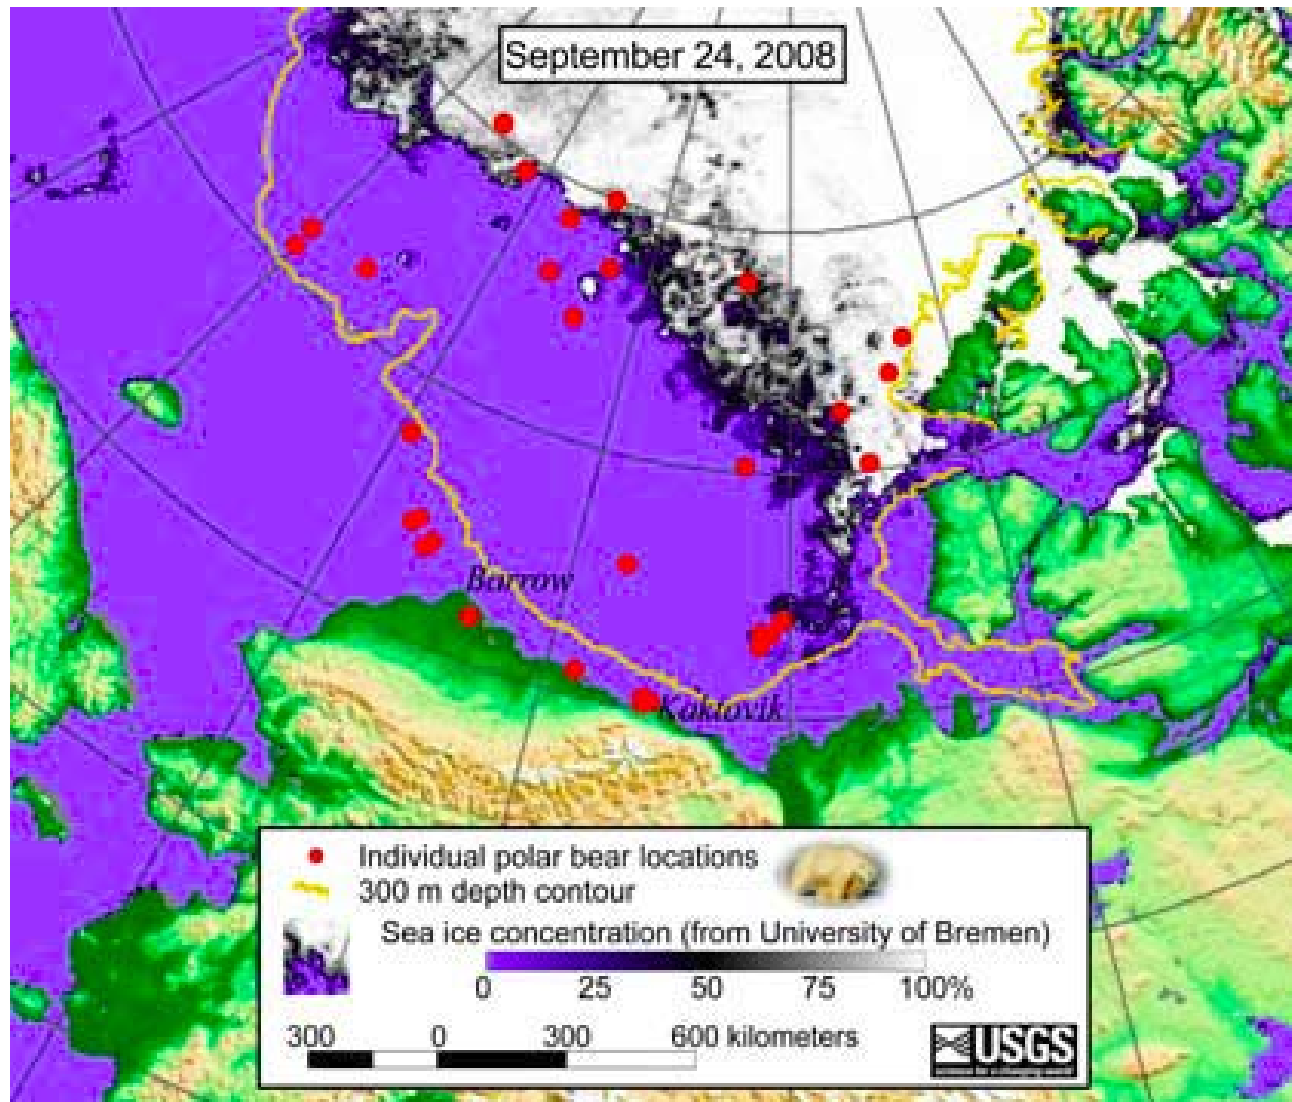 September 24, 2008
Barrow
Kaktovik
Individual polar bear locations
300 m depth contour
Sea ice concentration (from University of Bremen)
0 25 50 75 100%
300 0 300 600 kilometers
USGS